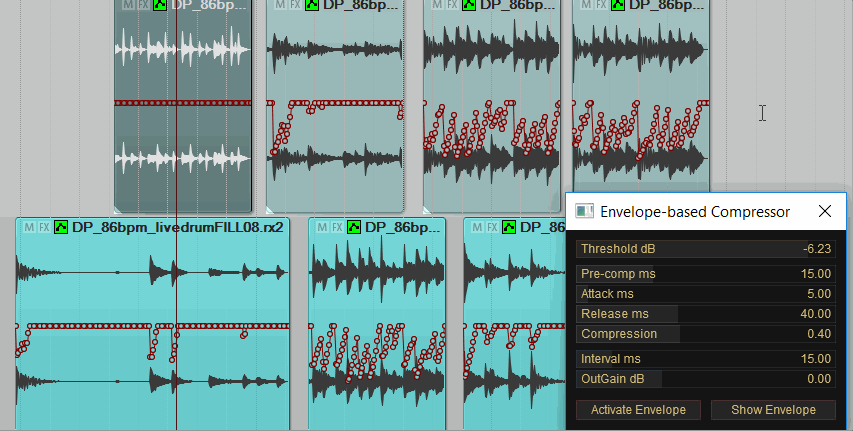 M FX DP_86bp...
M FX DP_86bp...
M FX DP_86bp...
M FX DP_86bp...
M FX DP_86bpm_livedrumFILL08.rx2
M FX DP_86bp...
M FX DP_86
Envelope-based Compressor
Threshold dB -6.23
Pre-comp ms 15.00
Attack ms 5.00
Release ms 40.00
Compression 0.40
Interval ms 15.00
OutGain dB 0.00
Activate Envelope Show Envelope